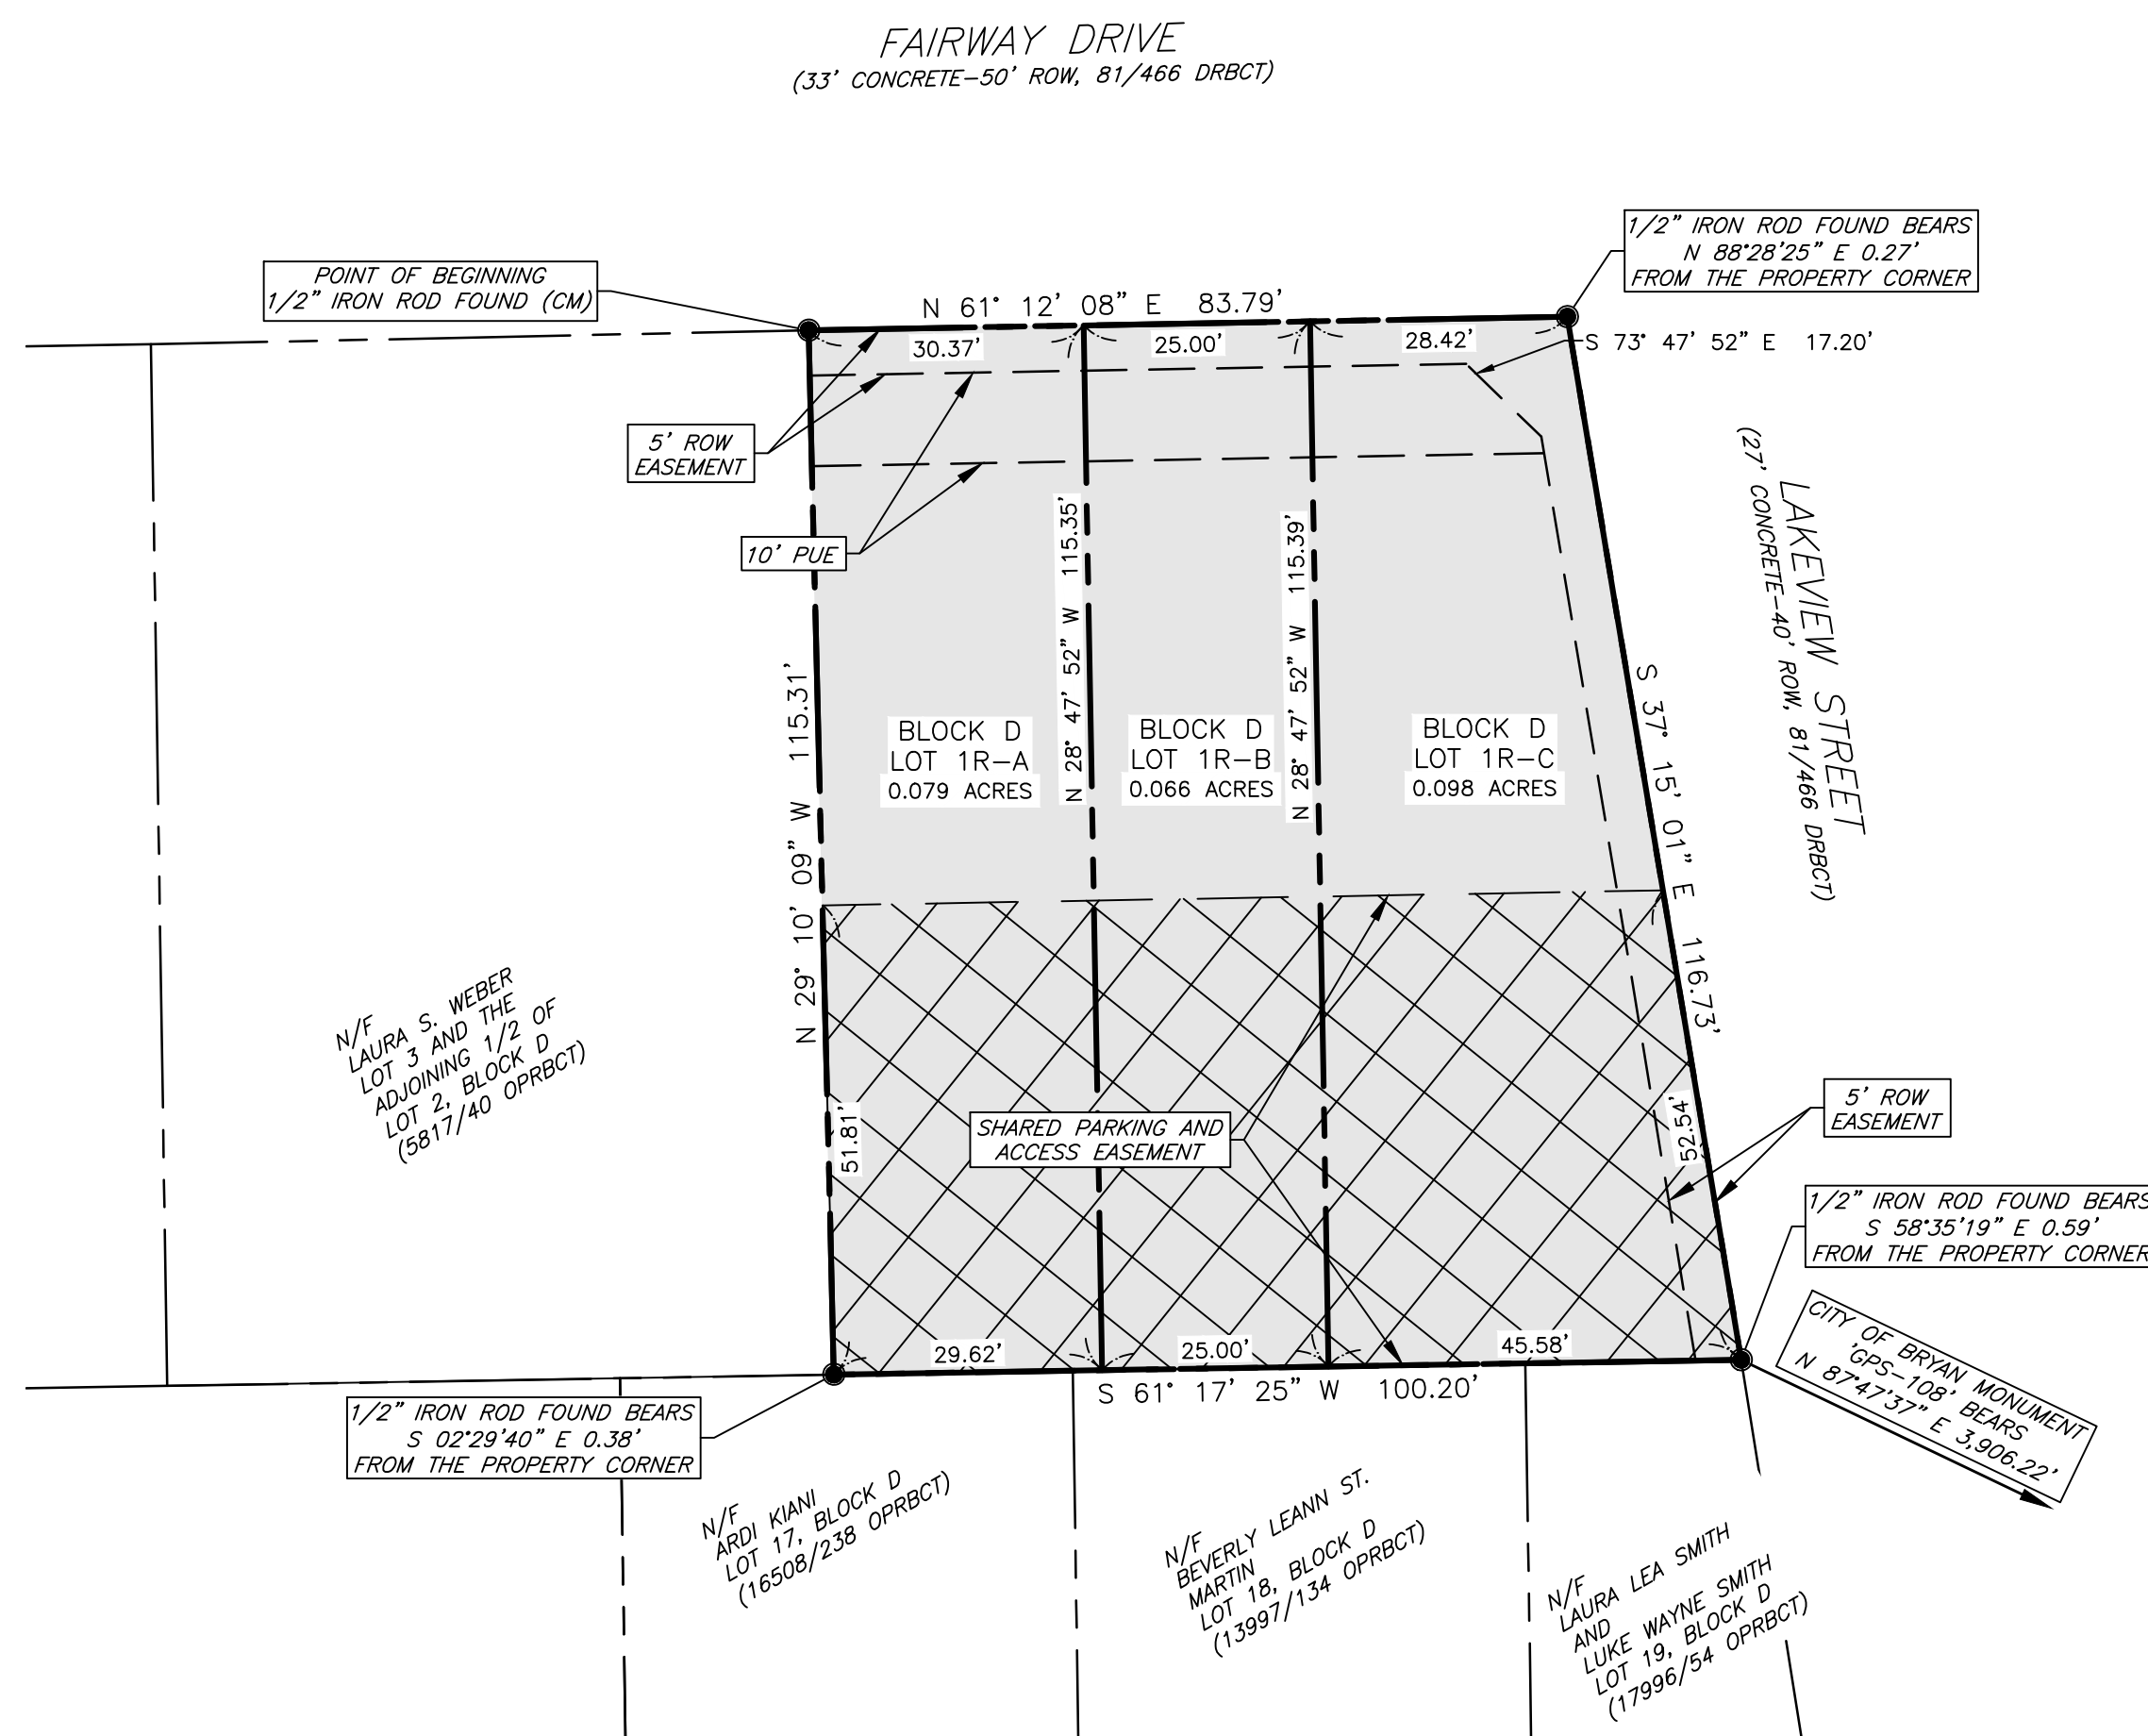 FAIRWAY DRIVE
(33' CONCRETE-50' ROW, 81/466 DRBCT)
1/2" IRON ROD FOUND BEARS
N 88°28'25" E 0.27'
FROM THE PROPERTY CORNER
POINT OF BEGINNING
1/2" IRON ROD FOUND (CM)
N 61° 12' 08" E 83.79'
30.37'
25.00'
28.42'
S 73° 47' 52" E 17.20'
5' ROW
EASEMENT
10' PUE
LAKEVIEW STREET
(27' CONCRETE-40' ROW, 81/466 DRBCT)
N 29° 10' 09" W 115.31'
N 28° 47' 52" W 115.35'
N 28° 47' 52" W 115.39'
S 37° 15' 01" E 116.73'
BLOCK D
LOT 1R-A
0.079 ACRES
BLOCK D
LOT 1R-B
0.066 ACRES
BLOCK D
LOT 1R-C
0.098 ACRES
N/F
LAURA S. WEBER
LOT 3 AND THE
ADJOINING 1/2 OF
LOT 2, BLOCK D
(5817/40 OPRBCT)
51.81'
SHARED PARKING AND
ACCESS EASEMENT
52.54'
5' ROW
EASEMENT
1/2" IRON ROD FOUND BEARS
S 58°35'19" E 0.59'
FROM THE PROPERTY CORNER
29.62'
25.00'
45.58'
S 61° 17' 25" W 100.20'
CITY OF BRYAN MONUMENT
'GPS-108' BEARS
N 87°47'37" E 3,906.22'
1/2" IRON ROD FOUND BEARS
S 02°29'40" E 0.38'
FROM THE PROPERTY CORNER
N/F
ARDI KIANI
LOT 17, BLOCK D
(16508/238 OPRBCT)
N/F
BEVERLY LEANN ST.
MARTIN
LOT 18, BLOCK D
(13997/134 OPRBCT)
N/F
LAURA LEA SMITH
AND
LUKE WAYNE SMITH
LOT 19, BLOCK D
(17996/54 OPRBCT)